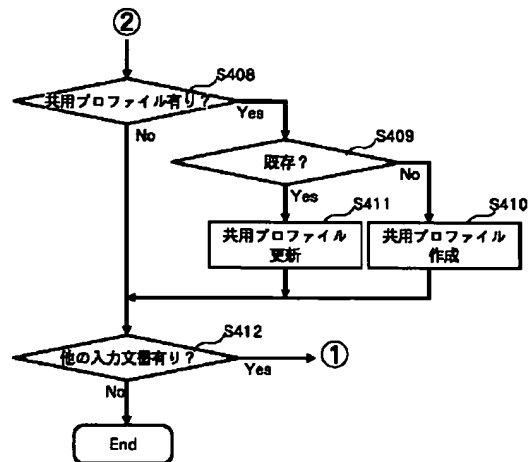 ②
S408
共用プロファイル有り？
Yes
No
S409
既存？
Yes
No
S411
共用プロファイル
更新
S410
共用プロファイル
作成
S412
他の入力文書有り？
Yes
①
No
End